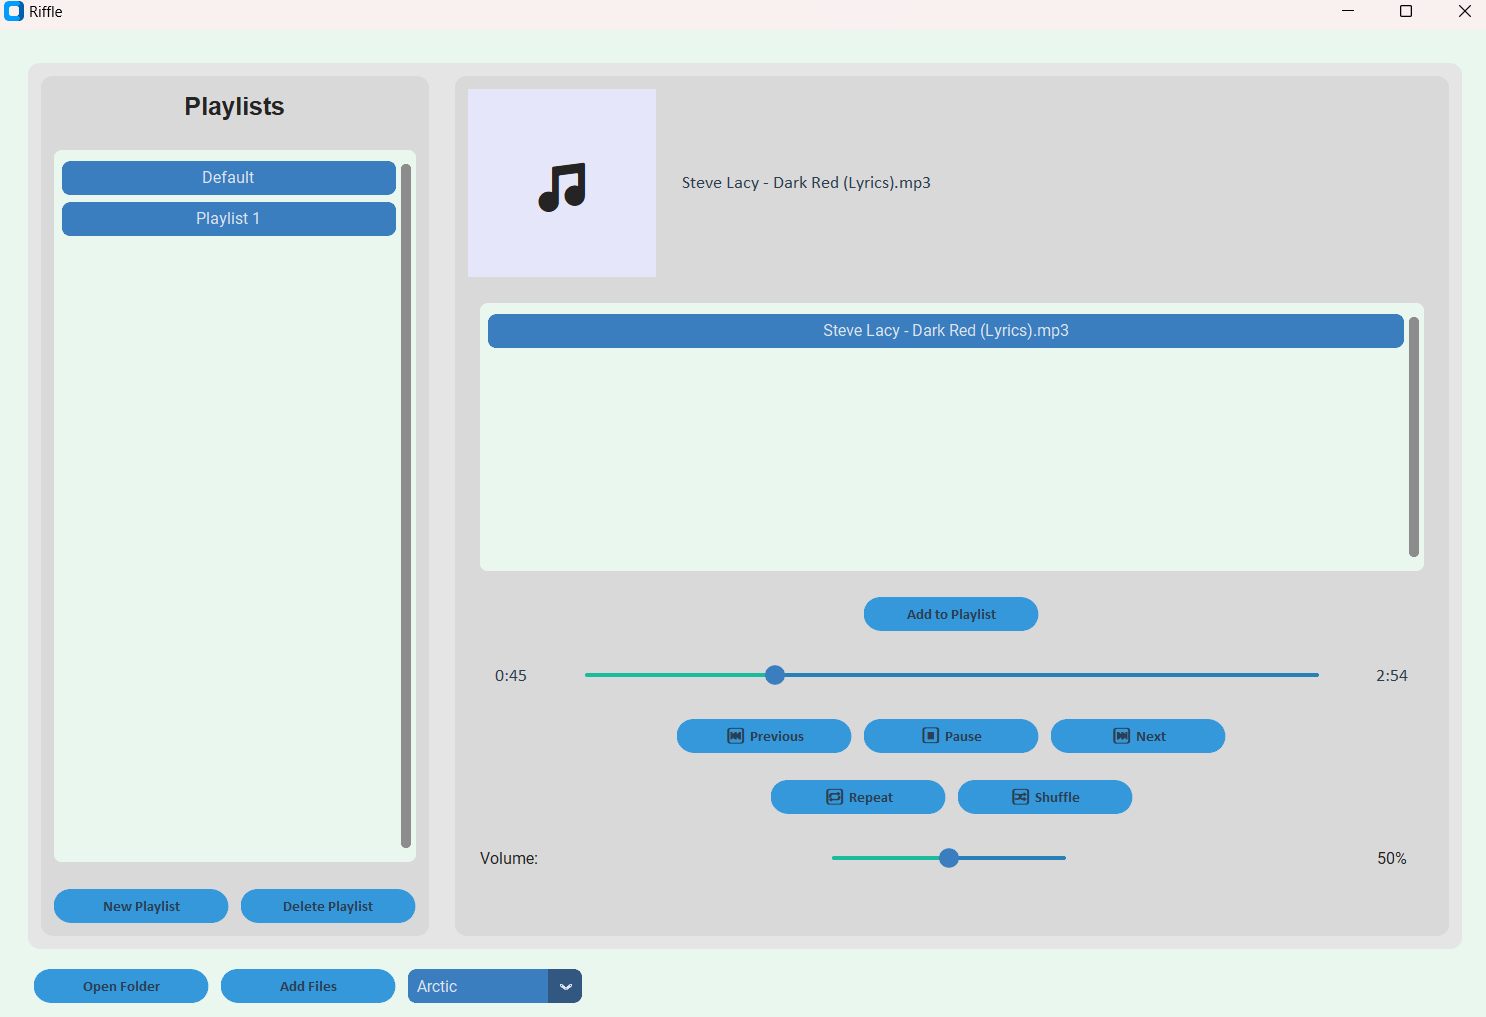 Riffle
Playlists
Default
Playlist 1
New Playlist
Delete Playlist
Steve Lacy - Dark Red (Lyrics).mp3
Steve Lacy - Dark Red (Lyrics).mp3
Add to Playlist
0:45
2:54
Previous
Pause
Next
Repeat
Shuffle
Volume:
50%
Open Folder
Add Files
Arctic